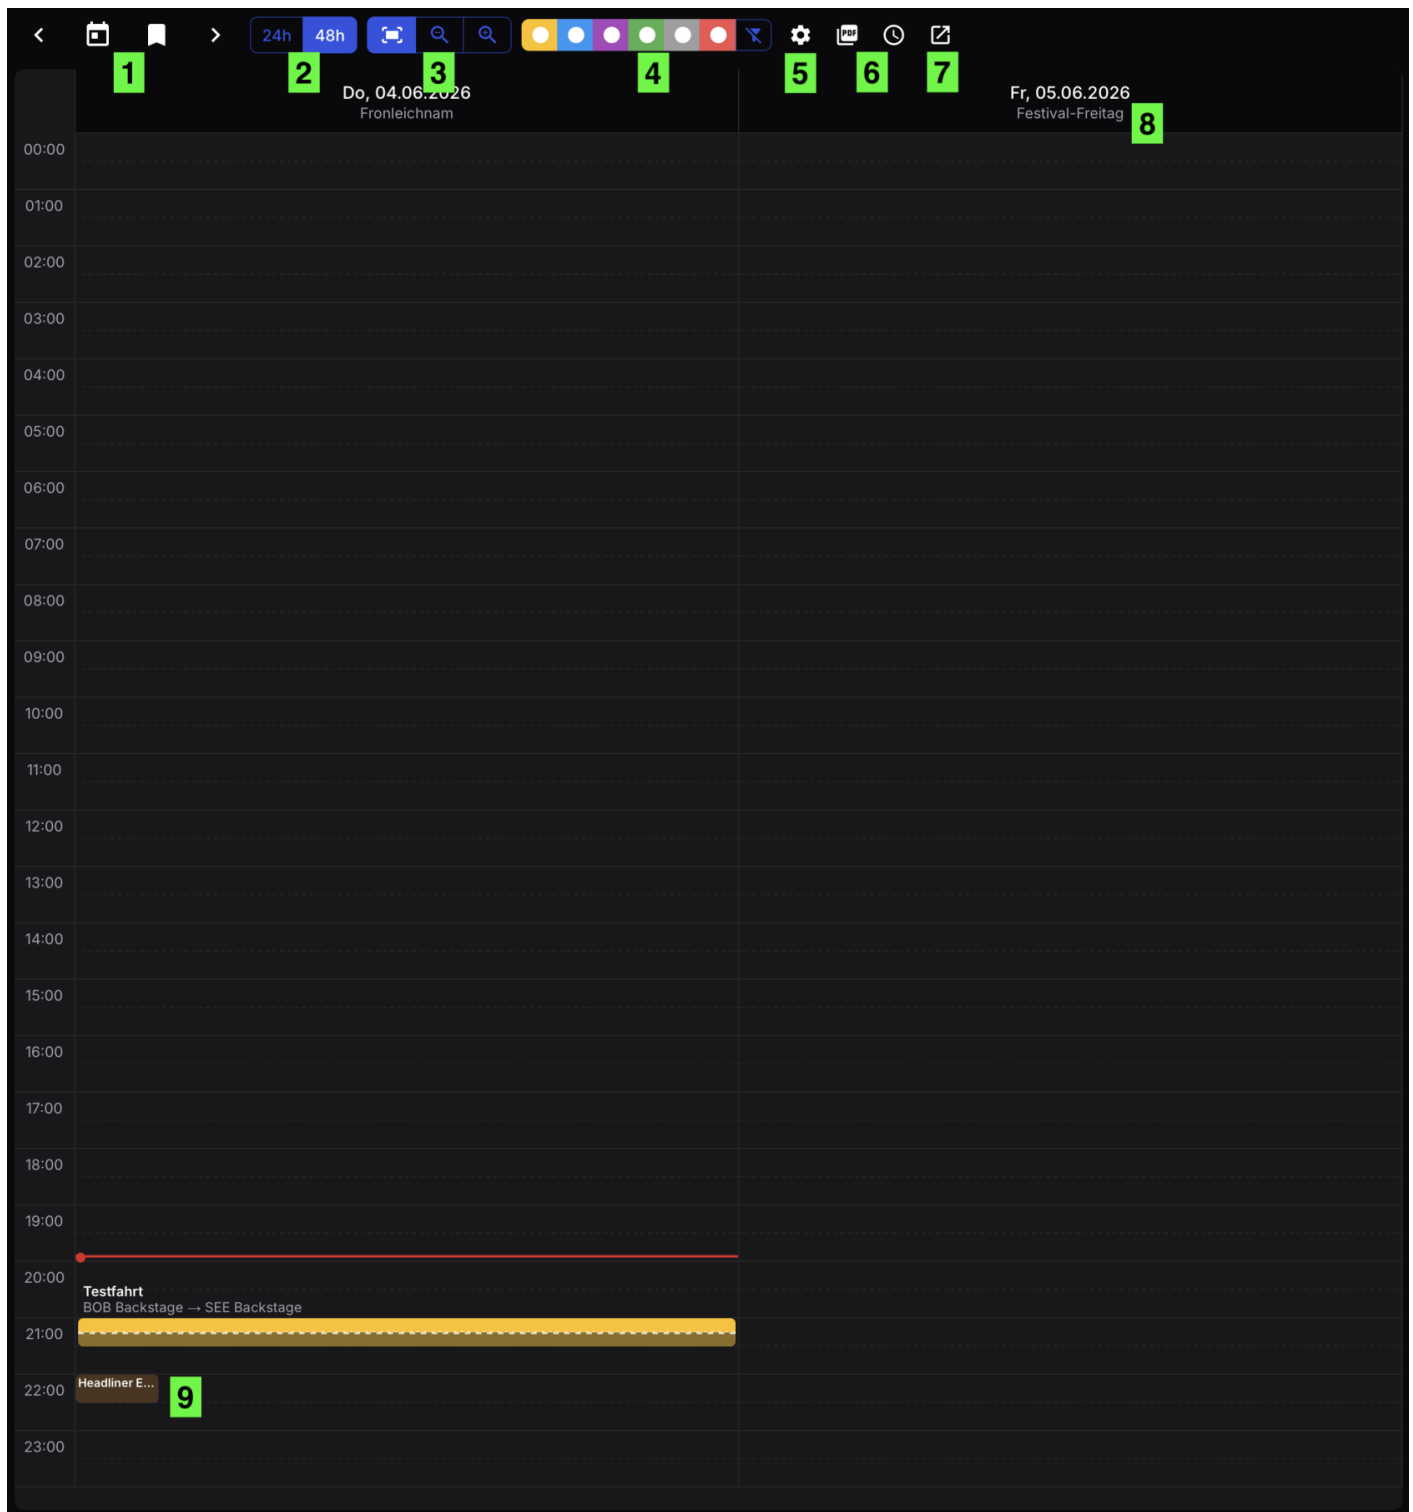 24h 48h
PDF
1 2 3 4 5 6 7
Do, 04.06.2026
Fronleichnam
Fr, 05.06.2026
Festival-Freitag
8
00:00
01:00
02:00
03:00
04:00
05:00
06:00
07:00
08:00
09:00
10:00
11:00
12:00
13:00
14:00
15:00
16:00
17:00
18:00
19:00
20:00
Testfahrt
BOB Backstage → SEE Backstage
21:00
Headliner E...
22:00
9
23:00